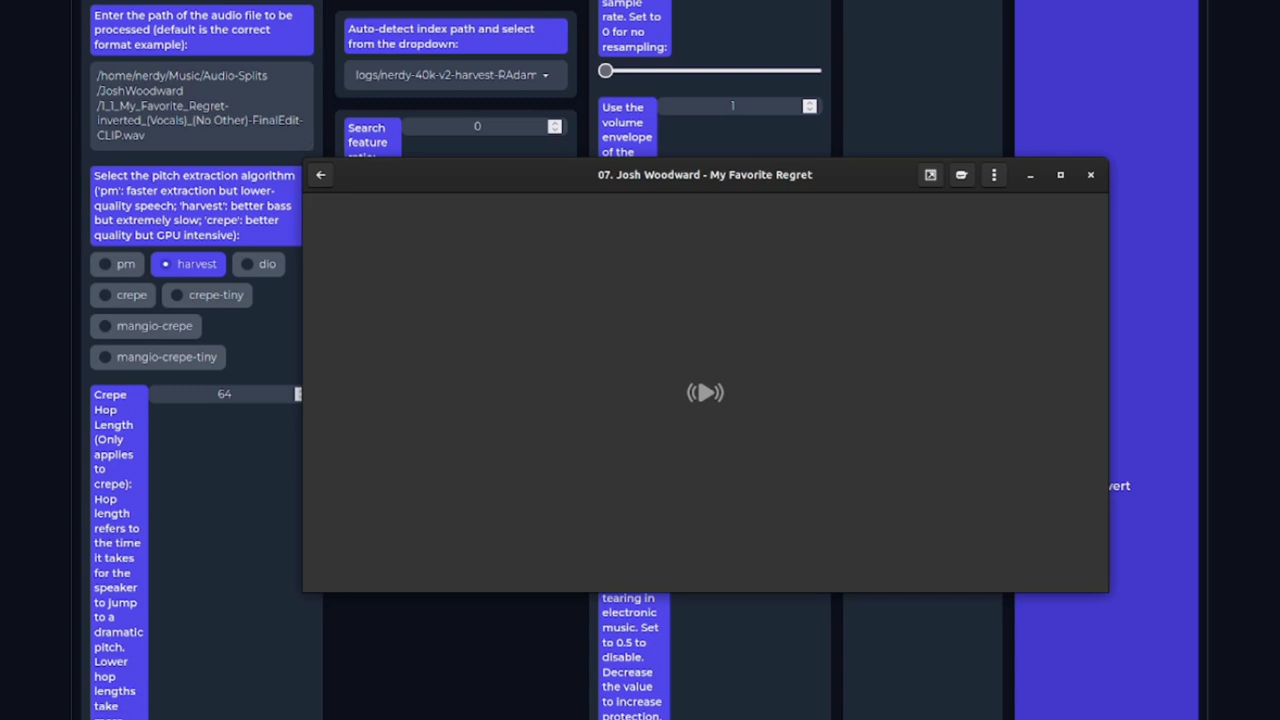 Enter the path of the audio file to be
processed (default is the correct
format example):
/home/nerdy/Music/Audio-Splits
/JoshWoodward
/1_1_My_Favorite_Regret-
inverted_(Vocals)_(No Other)-FinalEdit-
CLIP.wav
Select the pitch extraction algorithm
('pm': faster extraction but lower-
quality speech; 'harvest': better bass
but extremely slow; 'crepe': better
quality but GPU intensive):
pm
harvest
dio
crepe
crepe-tiny
mangio-crepe
mangio-crepe-tiny
Crepe
Hop
Length
(Only
applies
to
crepe):
Hop
length
refers to
the time
it takes
for the
speaker
to jump
to a
dramatic
pitch.
Lower
hop
lengths
take
64
Auto-detect index path and select
from the dropdown:
logs/nerdy-40k-v2-harvest-RAdam
Search
feature
ratio:
0
sample
rate. Set to
0 for no
resampling:
Use the
volume
envelope
of the
1
07. Josh Woodward - My Favorite Regret
tearing in
electronic
music. Set
to 0.5 to
disable.
Decrease
the value
to increase
protection,
vert